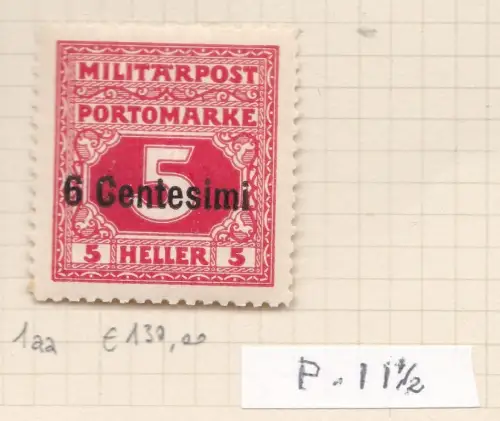 MILITÄRPOST
PORTOMARKE
5
6 Centesimi
5 HELLER 5
1aa € 130,00
P. 11½